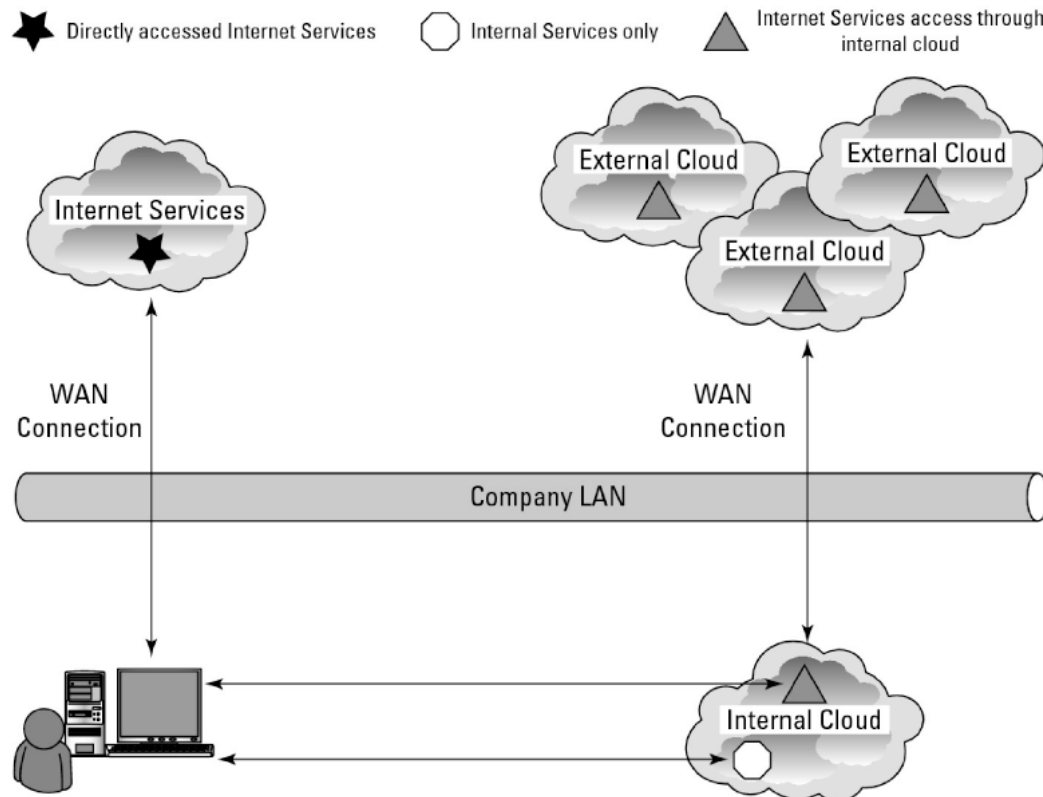 Directly accessed Internet Services
Internal Services only
Internet Services access through
internal cloud
External Cloud
External Cloud
Internet Services
External Cloud
WAN
Connection
WAN
Connection
Company LAN
Internal Cloud